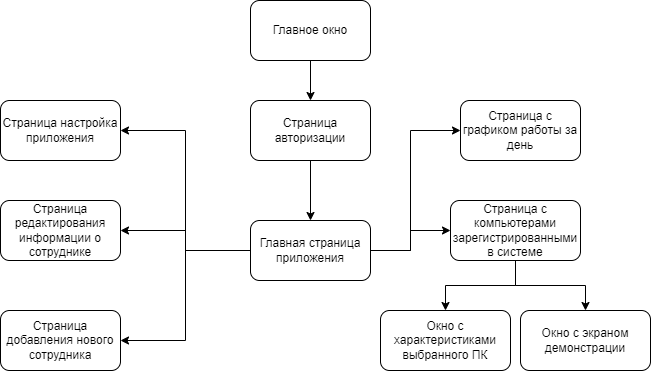 Главное окно
Страница настройка
приложения
Страница
авторизации
Страница с
графиком работы за
день
Страница
редактирования
информации о
сотруднике
Главная страница
приложения
Страница с
компьютерами
зарегистрированными
в системе
Страница
добавления нового
сотрудника
Окно с
характеристиками
выбранного ПК
Окно с экраном
демонстрации